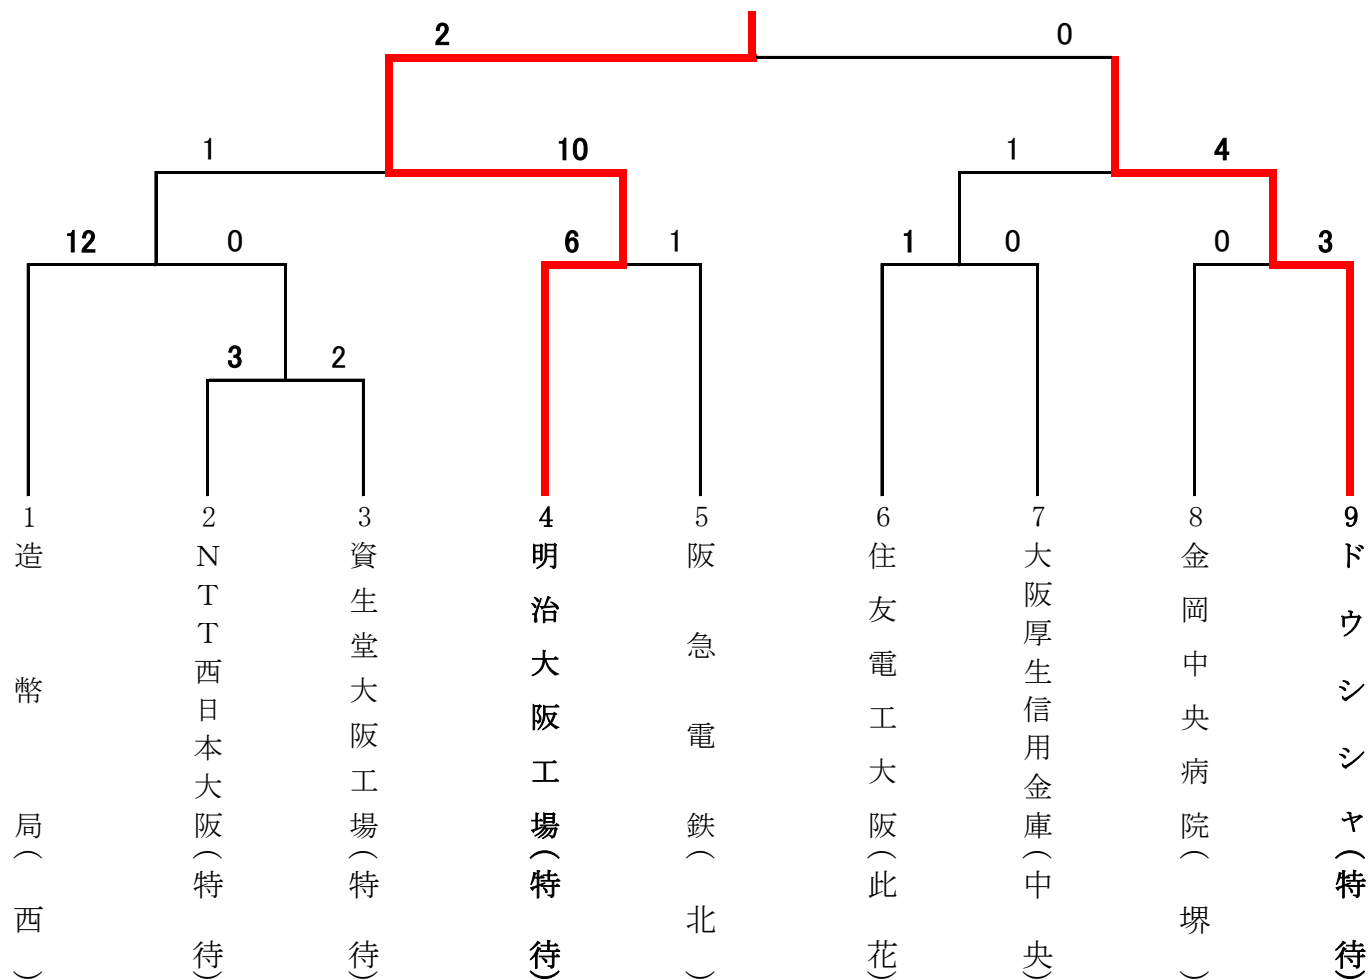 2 0
1 10 1 4
12 0 6 1 1 0 0 3
3 2
1 2 3 4 5 6 7 8 9
造幣局(西)
NTT西日本大阪(特待)
資生堂大阪工場(特待)
明治大阪工場(特待)
阪急電鉄(北)
住友電工大阪(此花)
大阪厚生信用金庫(中央)
金岡中央病院(堺)
ドウシシャ(特待)